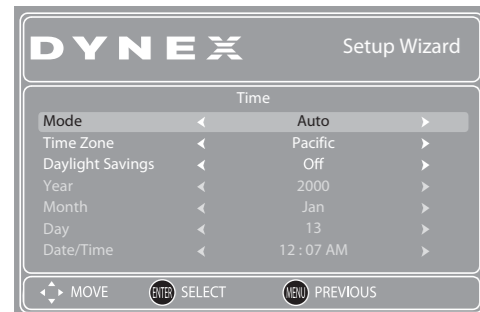 DYNEX Setup Wizard
Time
Mode Auto
Time Zone Pacific
Daylight Savings Off
Year 2000
Month Jan
Day 13
Date/Time 12 : 07 AM
MOVE ENTER SELECT MENU PREVIOUS